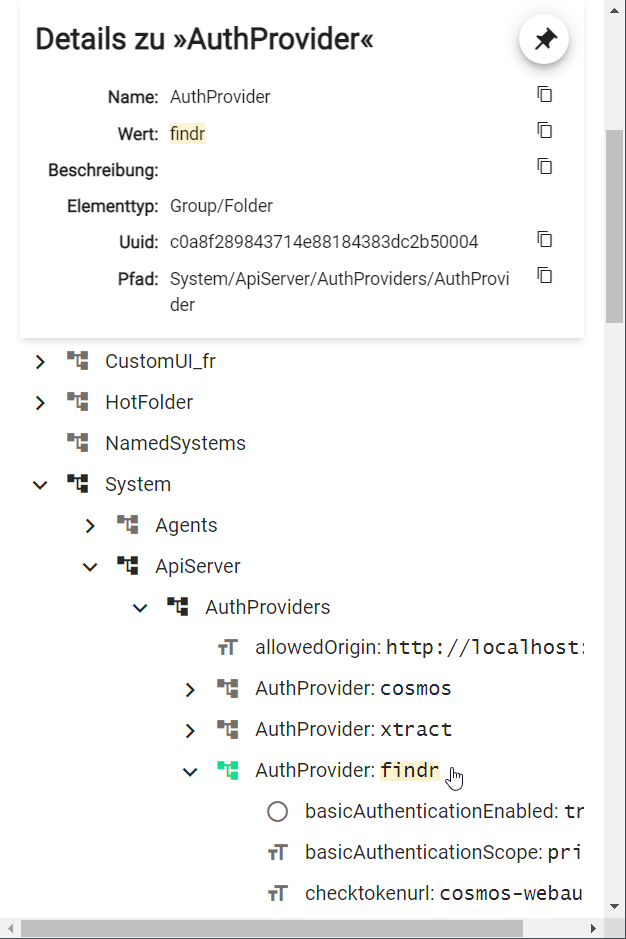 Details zu »AuthProvider«
Name: AuthProvider
Wert: findr
Beschreibung:
Elementtyp: Group/Folder
Uuid: c0a8f289843714e88184383dc2b50004
Pfad: System/ApiServer/AuthProviders/AuthProvi
der
CustomUI_fr
HotFolder
NamedSystems
System
Agents
ApiServer
AuthProviders
allowedOrigin: http://localhost:
AuthProvider: cosmos
AuthProvider: xtract
AuthProvider: findr
basicAuthenticationEnabled: tr
basicAuthenticationScope: pri
checktokenurl: cosmos-webau